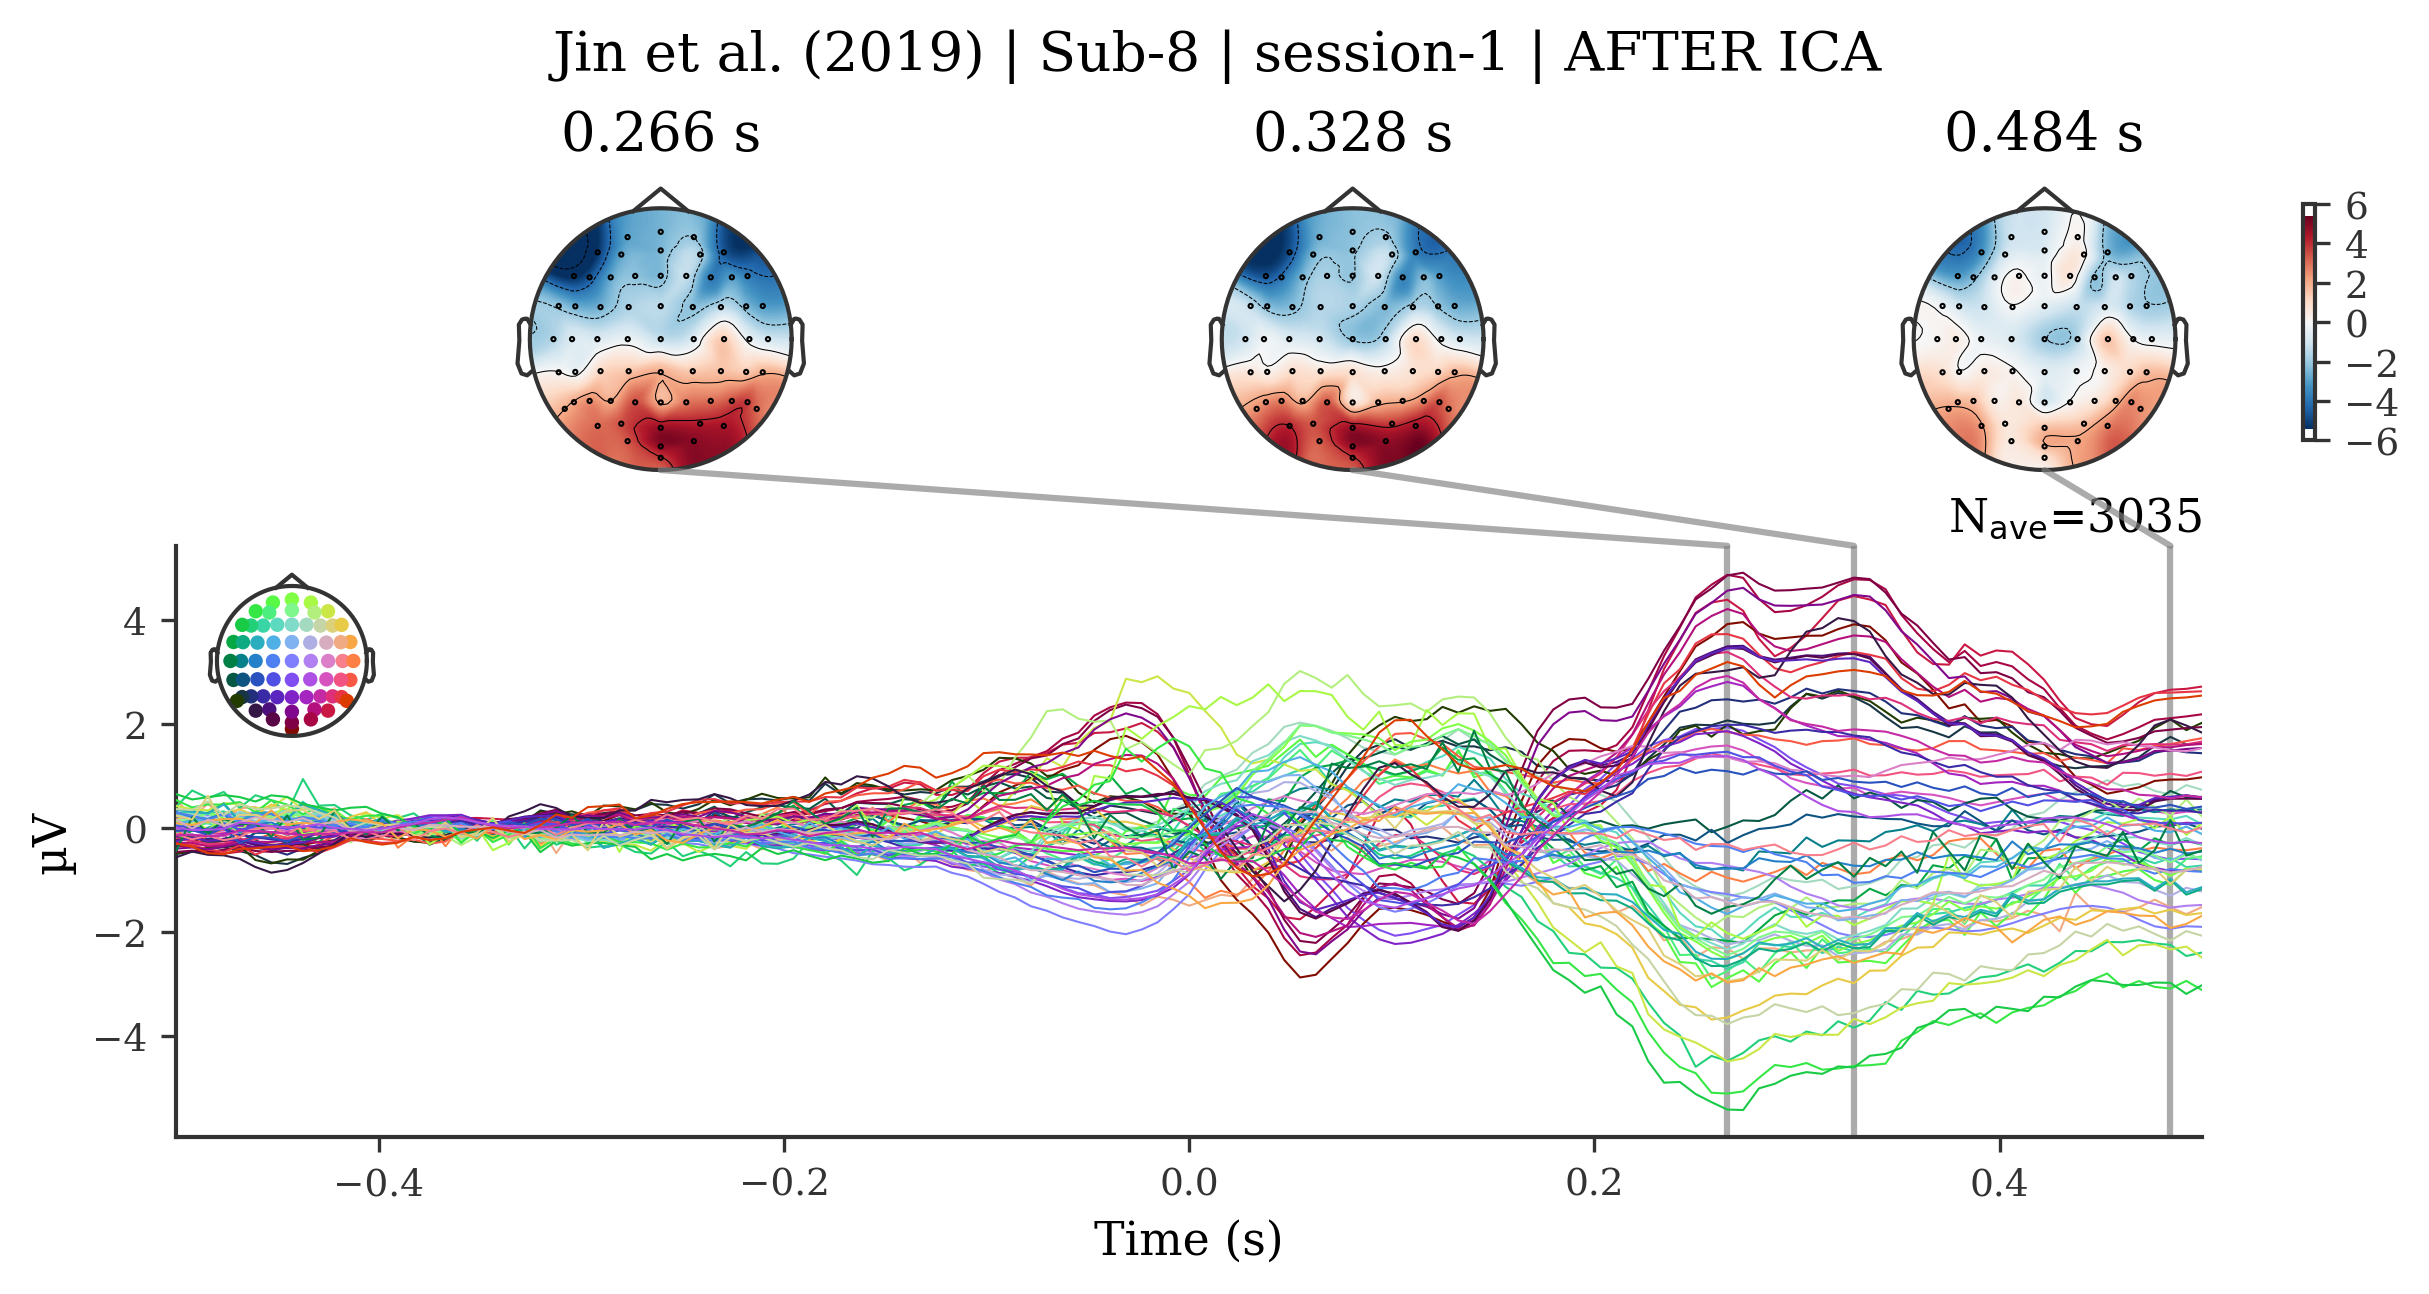 Jin et al. (2019) | Sub-8 | session-1 | AFTER ICA
0.266 s
0.328 s
0.484 s
6
4
2
0
−2
−4
−6
Nave=3035
4
2
0
−2
−4
µV
−0.4
−0.2
0.0
0.2
0.4
Time (s)